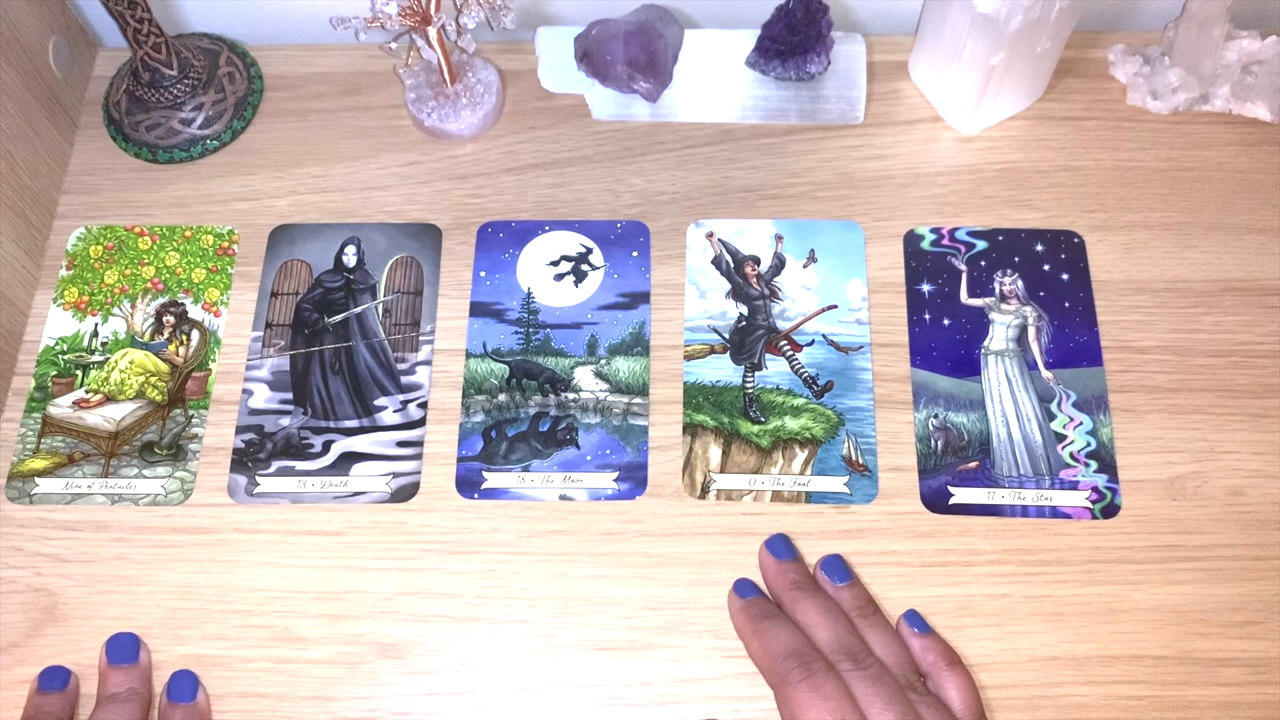 Nine of Pentacles
13 • Death
18 • The Moon
0 • The Fool
17 • The Star